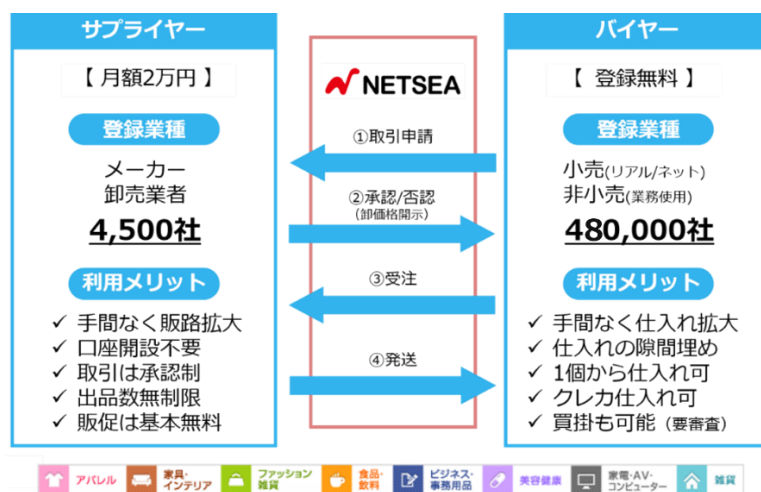 サプライヤー
【 月額2万円 】
登録業種
メーカー
卸売業者
4,500社
利用メリット
✓ 手間なく販路拡大
✓ 口座開設不要
✓ 取引は承認制
✓ 出品数無制限
✓ 販促は基本無料
NETSEA
①取引申請
②承認/否認
(卸価格開示)
③受注
④発送
バイヤー
【 登録無料 】
登録業種
小売(リアル/ネット)
非小売(業務使用)
480,000社
利用メリット
✓ 手間なく仕入れ拡大
✓ 仕入れの隙間埋め
✓ 1個から仕入れ可
✓ クレカ仕入れ可
✓ 買掛も可能（要審査）
アパレル
家具・
インテリア
ファッション
雑貨
食品・
飲料
ビジネス・
事務用品
美容健康
家電・AV・
コンピューター
雑貨